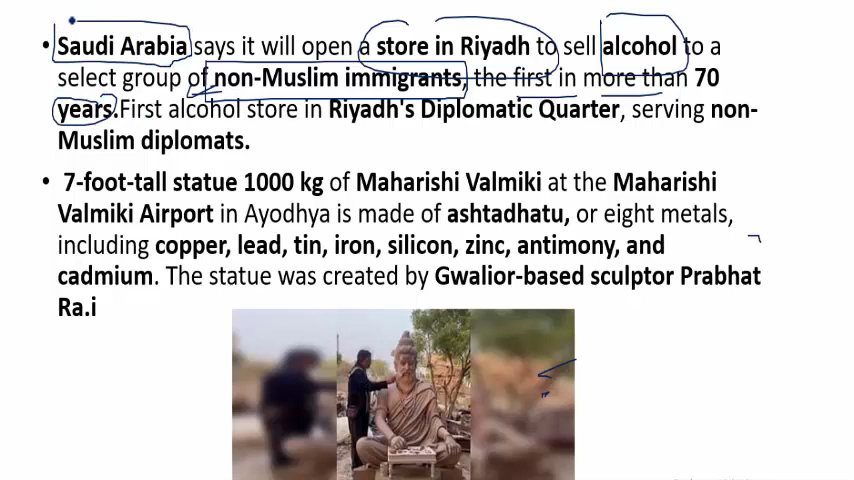 • Saudi Arabia says it will open a store in Riyadh to sell alcohol to a
select group of non-Muslim immigrants, the first in more than 70
years.First alcohol store in Riyadh's Diplomatic Quarter, serving non-
Muslim diplomats.
• 7-foot-tall statue 1000 kg of Maharishi Valmiki at the Maharishi
Valmiki Airport in Ayodhya is made of ashtadhatu, or eight metals,
including copper, lead, tin, iron, silicon, zinc, antimony, and
cadmium. The statue was created by Gwalior-based sculptor Prabhat
Ra.i